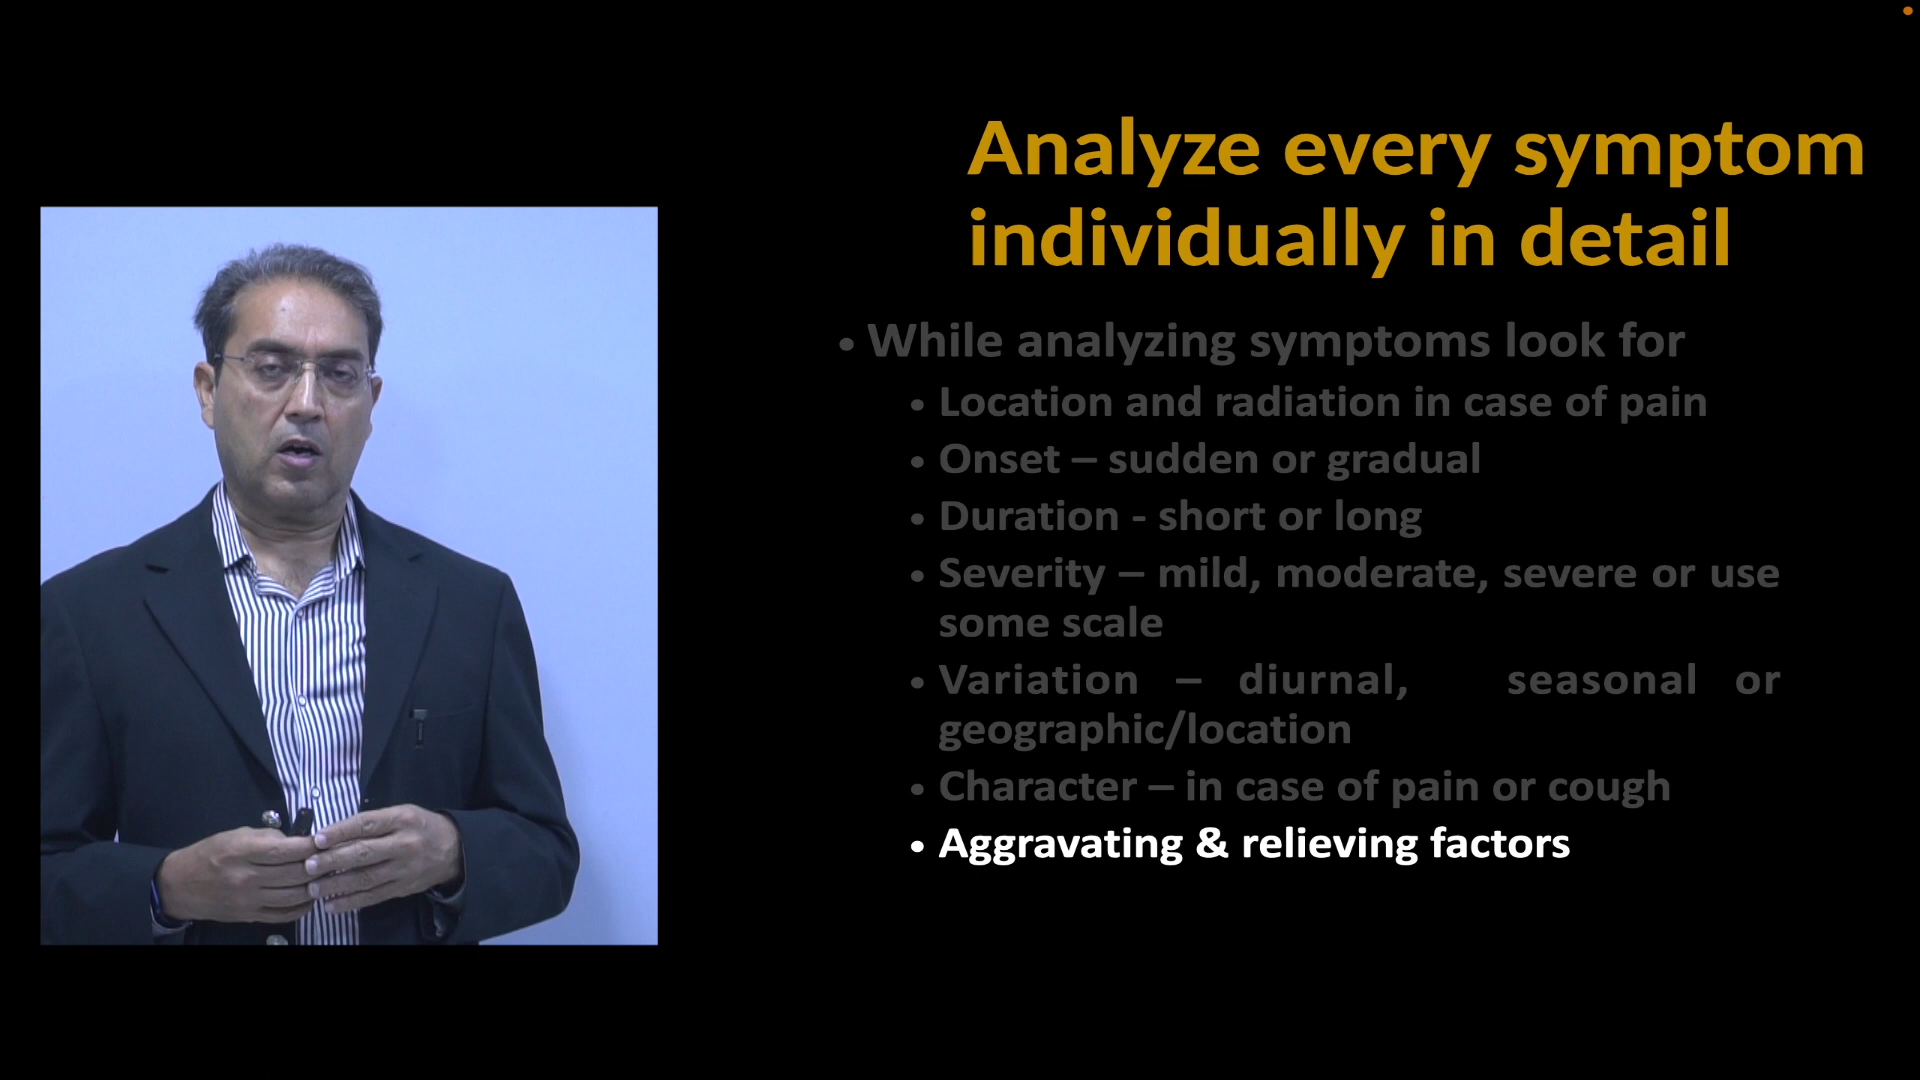 Analyze every symptom
individually in detail
• While analyzing symptoms look for
• Location and radiation in case of pain
• Onset – sudden or gradual
• Duration - short or long
• Severity – mild, moderate, severe or use
some scale
• Variation – diurnal, seasonal or
geographic/location
• Character – in case of pain or cough
• Aggravating & relieving factors